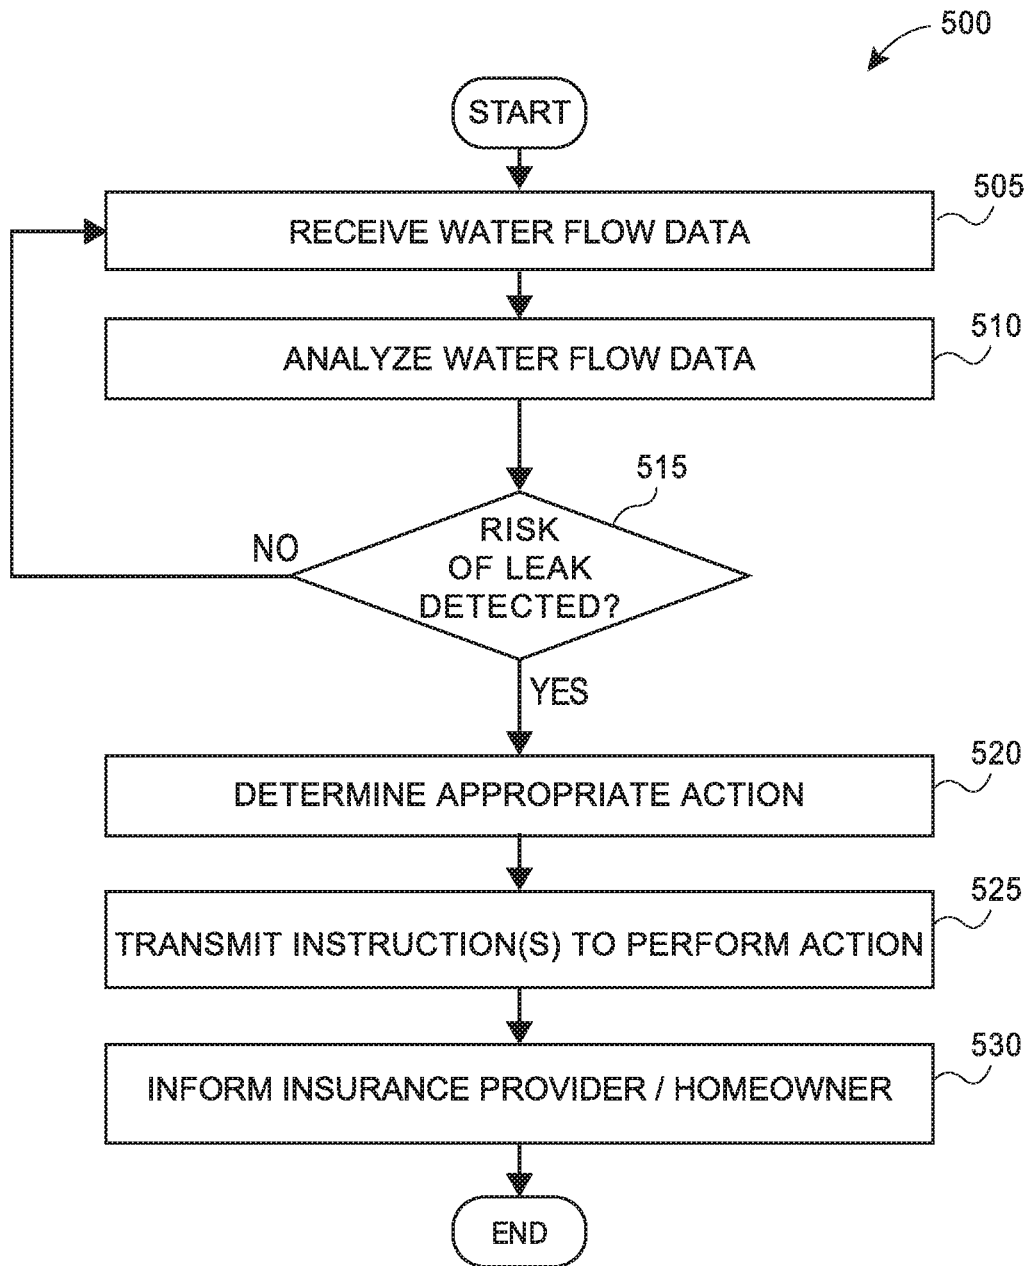 500
START
RECEIVE WATER FLOW DATA
505
ANALYZE WATER FLOW DATA
510
515
RISK
OF LEAK
DETECTED?
NO
YES
DETERMINE APPROPRIATE ACTION
520
TRANSMIT INSTRUCTION(S) TO PERFORM ACTION
525
INFORM INSURANCE PROVIDER / HOMEOWNER
530
END